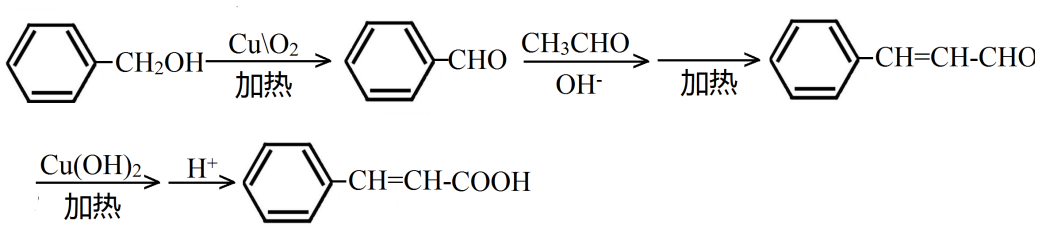 CH₂OH Cu\O₂ 加热 CHO CH₃CHO OH⁻ 加热 CH=CH-CHO
Cu(OH)₂ 加热 H⁺ CH=CH-COOH